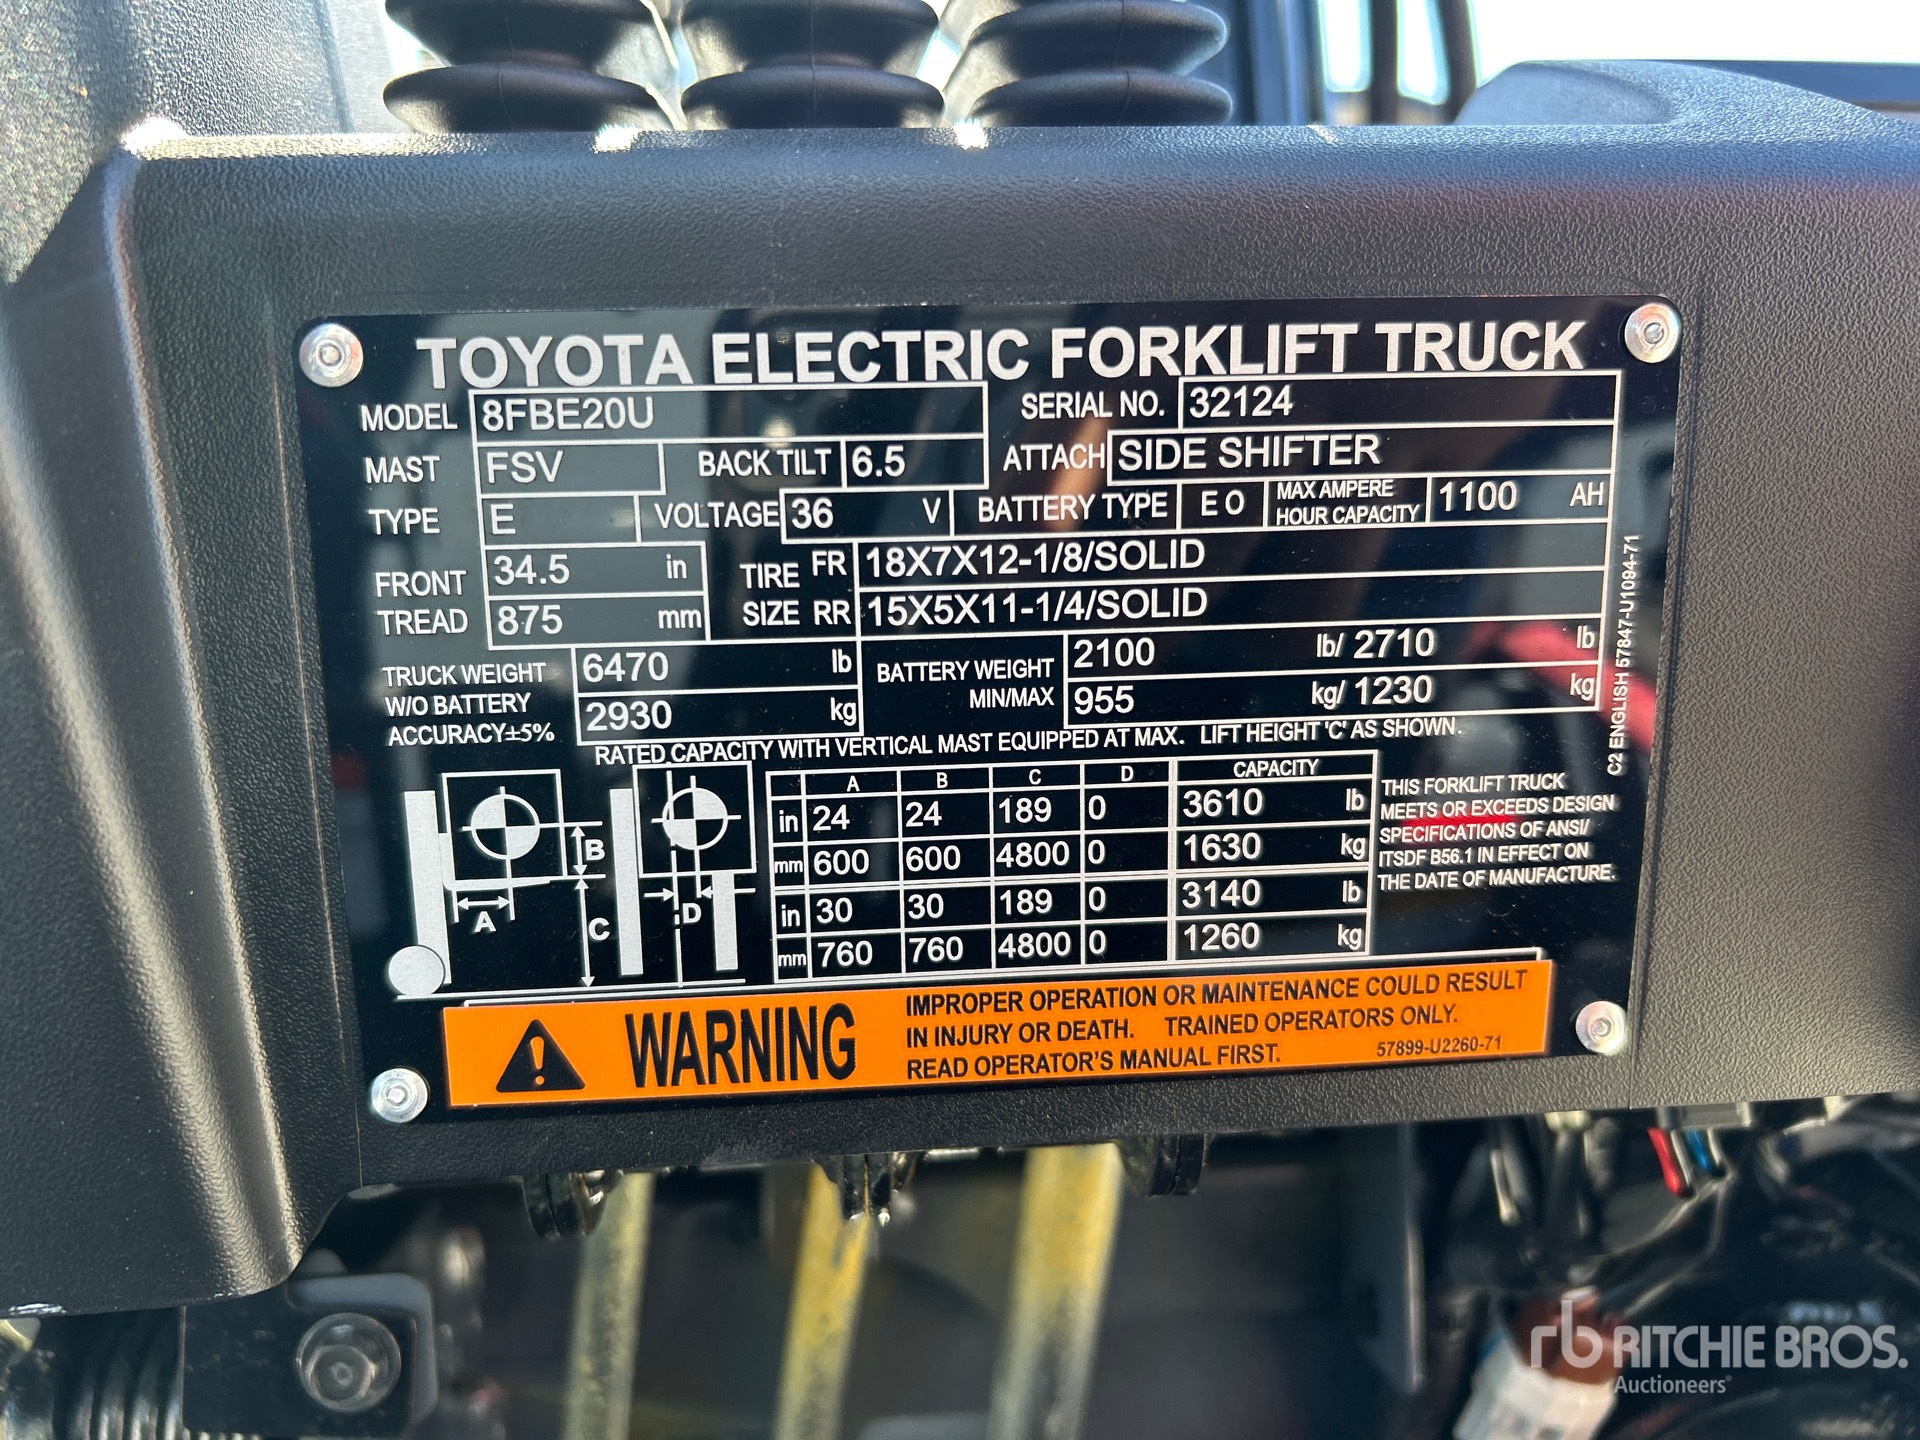 TOYOTA ELECTRIC FORKLIFT TRUCK
MODEL 8FBE20U SERIAL NO. 32124
MAST FSV BACK TILT 6.5 ATTACH SIDE SHIFTER
TYPE E VOLTAGE 36 V BATTERY TYPE E O MAX AMPERE HOUR CAPACITY 1100 AH
FRONT TREAD 34.5 in TIRE SIZE FR 18X7X12-1/8/SOLID
875 mm RR 15X5X11-1/4/SOLID
TRUCK WEIGHT 6470 lb BATTERY WEIGHT 2100 lb/ 2710 lb
W/O BATTERY 2930 kg MIN/MAX 955 kg/ 1230 kg
ACCURACY±5%
RATED CAPACITY WITH VERTICAL MAST EQUIPPED AT MAX. LIFT HEIGHT 'C' AS SHOWN.
A B C D CAPACITY
in 24 24 189 0 3610 lb
mm 600 600 4800 0 1630 kg
in 30 30 189 0 3140 lb
mm 760 760 4800 0 1260 kg
B
A
C
D
THIS FORKLIFT TRUCK
MEETS OR EXCEEDS DESIGN
SPECIFICATIONS OF ANSI/
ITSDF B56.1 IN EFFECT ON
THE DATE OF MANUFACTURE.
C2 ENGLISH 57847-U1094-71
WARNING
IMPROPER OPERATION OR MAINTENANCE COULD RESULT
IN INJURY OR DEATH. TRAINED OPERATORS ONLY.
READ OPERATOR'S MANUAL FIRST. 57899-U2260-71
rb RITCHIE BROS.
Auctioneers